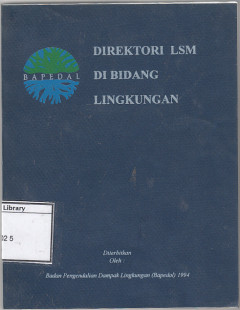 DIREKTORI LSM
BAPEDAL
DI BIDANG
LINGKUNGAN
Library
02 5
Diterbitkan
Oleh :
Badan Pengendalian Dampak Lingkungan (Bapedal) 1994